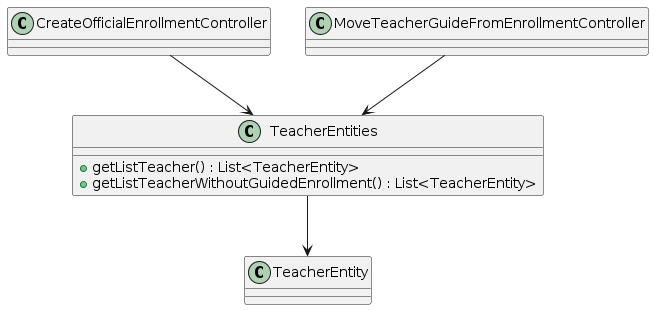 C CreateOfficialEnrollmentController
C MoveTeacherGuideFromEnrollmentController
C TeacherEntities
getListTeacher() : List<TeacherEntity>
getListTeacherWithoutGuidedEnrollment() : List<TeacherEntity>
C TeacherEntity